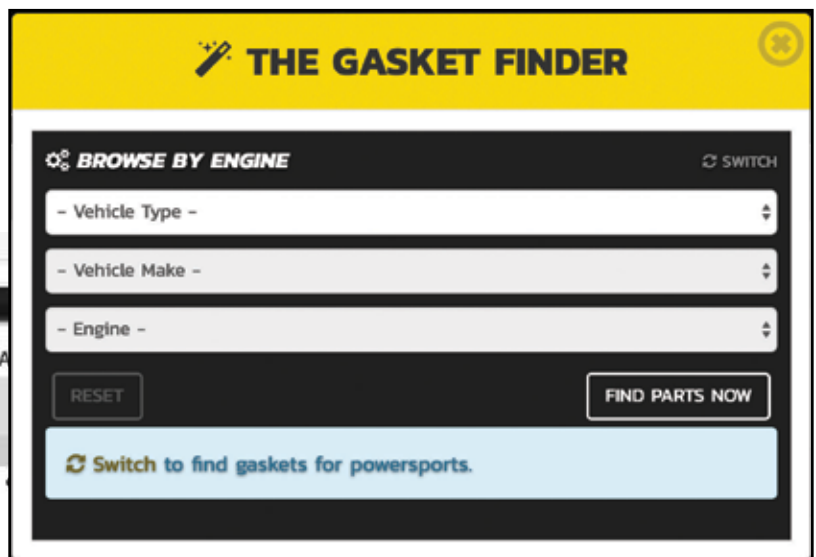 THE GASKET FINDER
BROWSE BY ENGINE
SWITCH
- Vehicle Type -
- Vehicle Make -
- Engine -
RESET
FIND PARTS NOW
Switch to find gaskets for powersports.
A